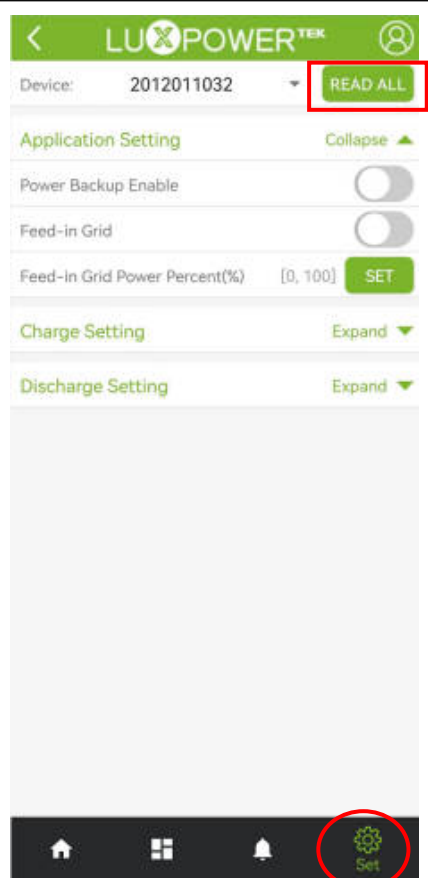 LUXPOWER TEK
Device: 2012011032 READ ALL
Application Setting Collapse
Power Backup Enable
Feed-in Grid
Feed-in Grid Power Percent(%) [0, 100] SET
Charge Setting Expand
Discharge Setting Expand
Set